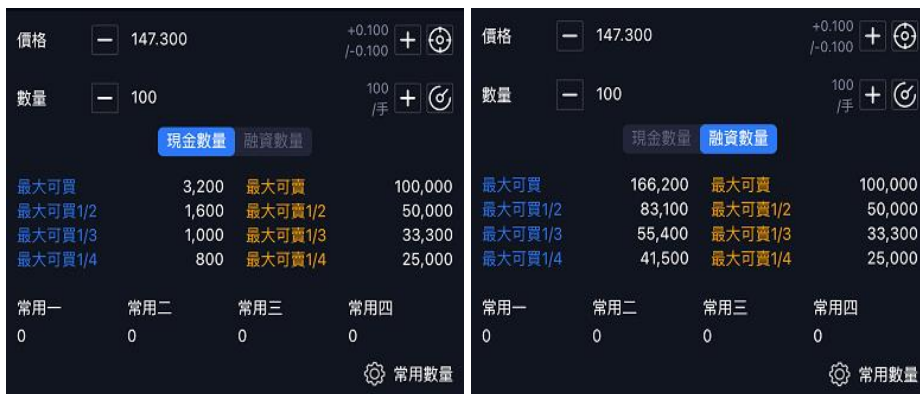 價格 147.300 +0.100
/-0.100
數量 100 100
/手
現金數量 融資數量
最大可買 3,200 最大可賣 100,000
最大可買1/2 1,600 最大可賣1/2 50,000
最大可買1/3 1,000 最大可賣1/3 33,300
最大可買1/4 800 最大可賣1/4 25,000
常用一 常用二 常用三 常用四
0 0 0 0
常用數量
價格 147.300 +0.100
/-0.100
數量 100 100
/手
現金數量 融資數量
最大可買 166,200 最大可賣 100,000
最大可買1/2 83,100 最大可賣1/2 50,000
最大可買1/3 55,400 最大可賣1/3 33,300
最大可買1/4 41,500 最大可賣1/4 25,000
常用一 常用二 常用三 常用四
0 0 0 0
常用數量